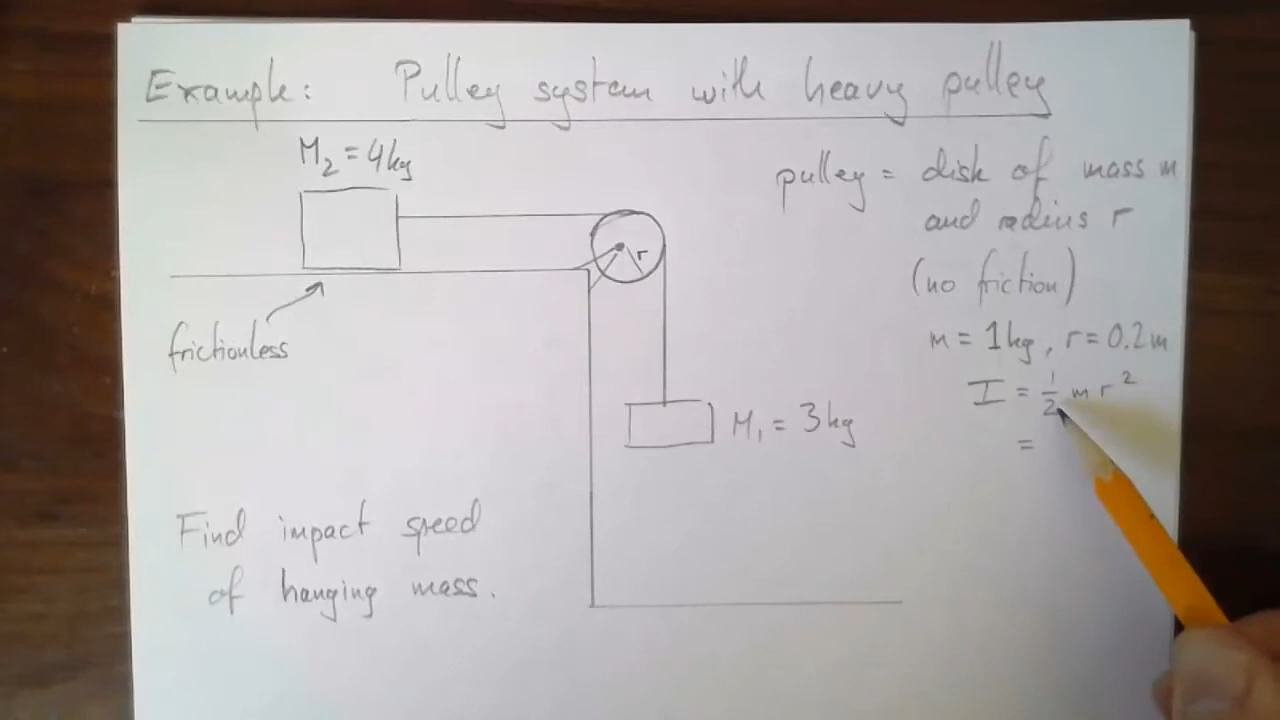 Example: Pulley system with heavy pulley
M₂ = 4kg
pulley = disk of mass m
and radius r
(no friction)
r
frictionless
m = 1kg, r = 0.2m
I = 1/2 m r²
=
M₁ = 3kg
Find impact speed
of hanging mass.